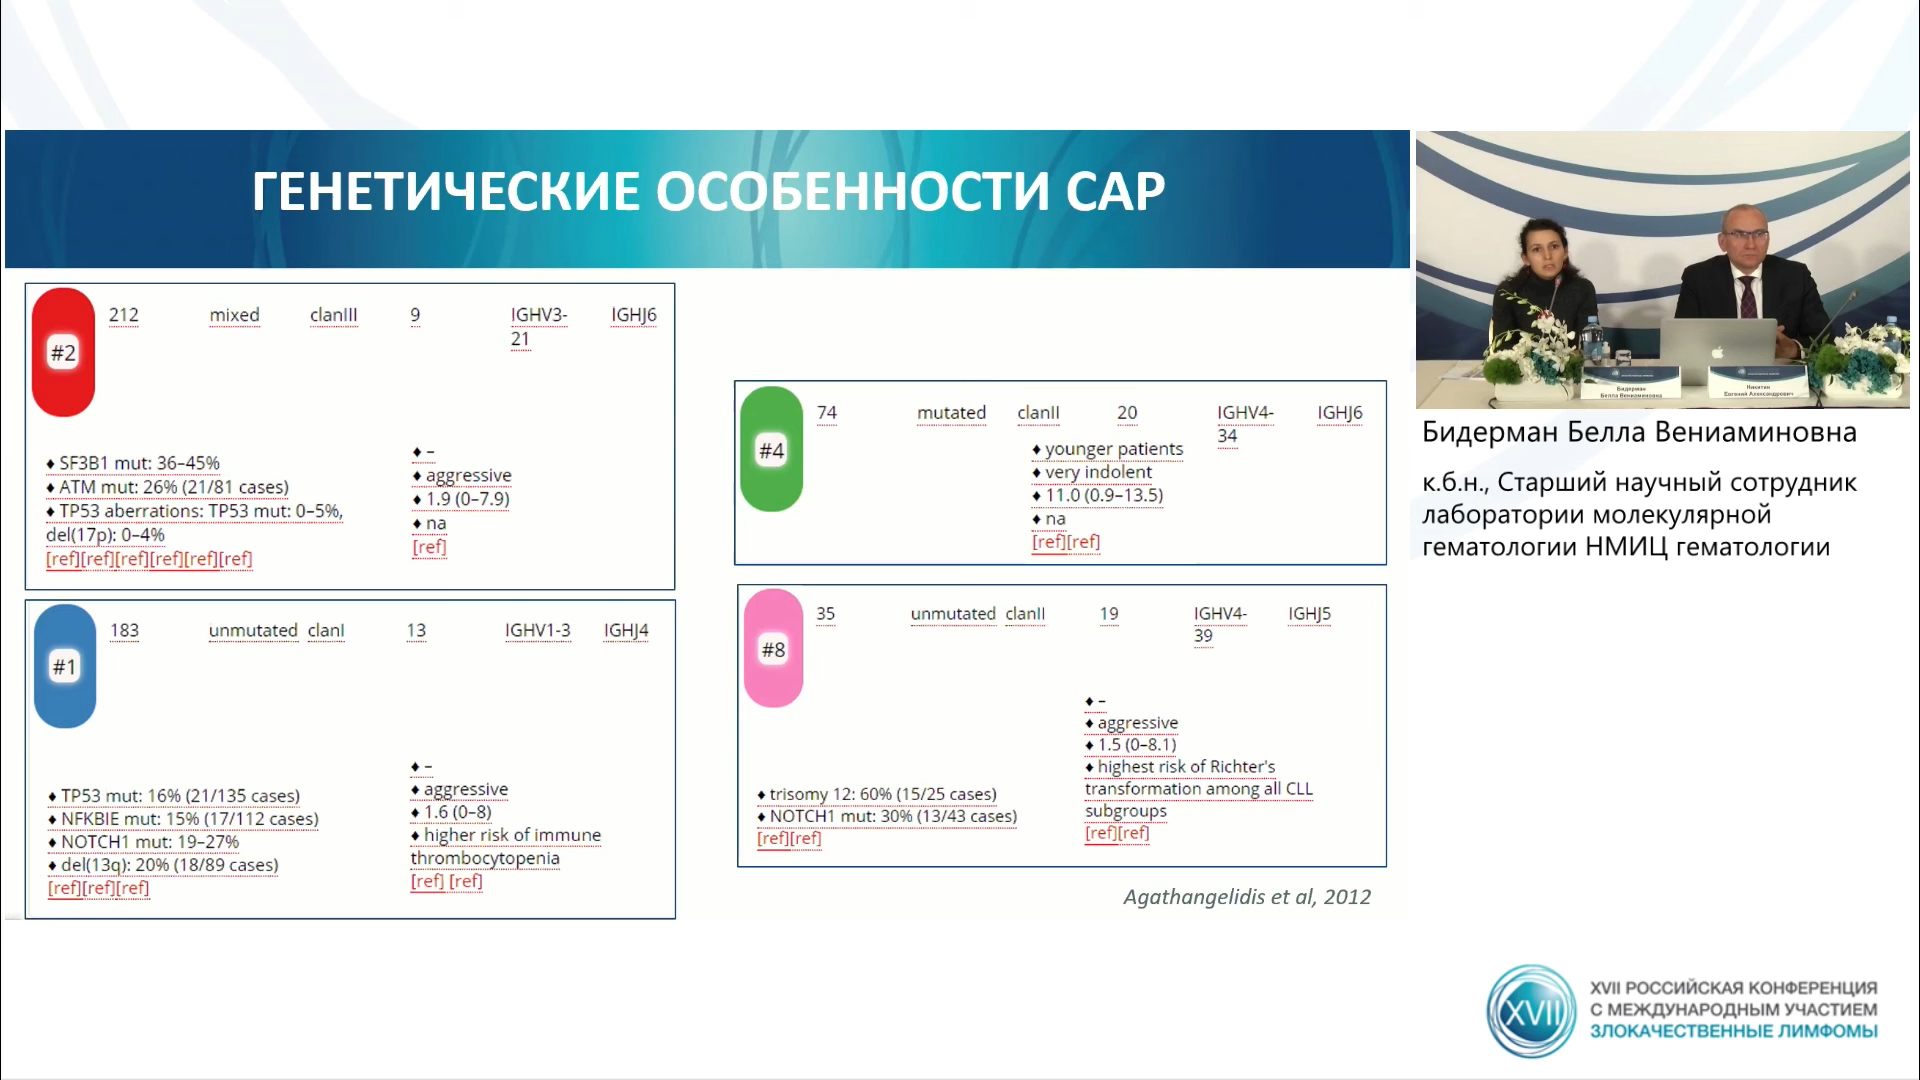 ГЕНЕТИЧЕСКИЕ ОСОБЕННОСТИ САР
#2
212 mixed clanIII 9 IGHV3-21 IGHJ6
♦ SF3B1 mut: 36–45%
♦ ATM mut: 26% (21/81 cases)
♦ TP53 aberrations: TP53 mut: 0–5%,
del(17p): 0–4%
[ref][ref][ref][ref][ref][ref]
♦ –
♦ aggressive
♦ 1.9 (0–7.9)
♦ na
[ref]
#1
183 unmutated clanI 13 IGHV1-3 IGHJ4
♦ TP53 mut: 16% (21/135 cases)
♦ NFKBIE mut: 15% (17/112 cases)
♦ NOTCH1 mut: 19–27%
♦ del(13q): 20% (18/89 cases)
[ref][ref][ref]
♦ –
♦ aggressive
♦ 1.6 (0–8)
♦ higher risk of immune
thrombocytopenia
[ref] [ref]
#4
74 mutated clanII 20 IGHV4-34 IGHJ6
♦ younger patients
♦ very indolent
♦ 11.0 (0.9–13.5)
♦ na
[ref][ref]
#8
35 unmutated clanII 19 IGHV4-39 IGHJ5
♦ trisomy 12: 60% (15/25 cases)
♦ NOTCH1 mut: 30% (13/43 cases)
[ref][ref]
♦ –
♦ aggressive
♦ 1.5 (0–8.1)
♦ highest risk of Richter's
transformation among all CLL
subgroups
[ref][ref]
Agathangelidis et al, 2012
Бидерман
Белла Вениаминовна
Никитин
Евгений Александрович
Бидерман Белла Вениаминовна
к.б.н., Старший научный сотрудник
лаборатории молекулярной
гематологии НМИЦ гематологии
XVII
XVII РОССИЙСКАЯ КОНФЕРЕНЦИЯ
С МЕЖДУНАРОДНЫМ УЧАСТИЕМ
ЗЛОКАЧЕСТВЕННЫЕ ЛИМФОМЫ